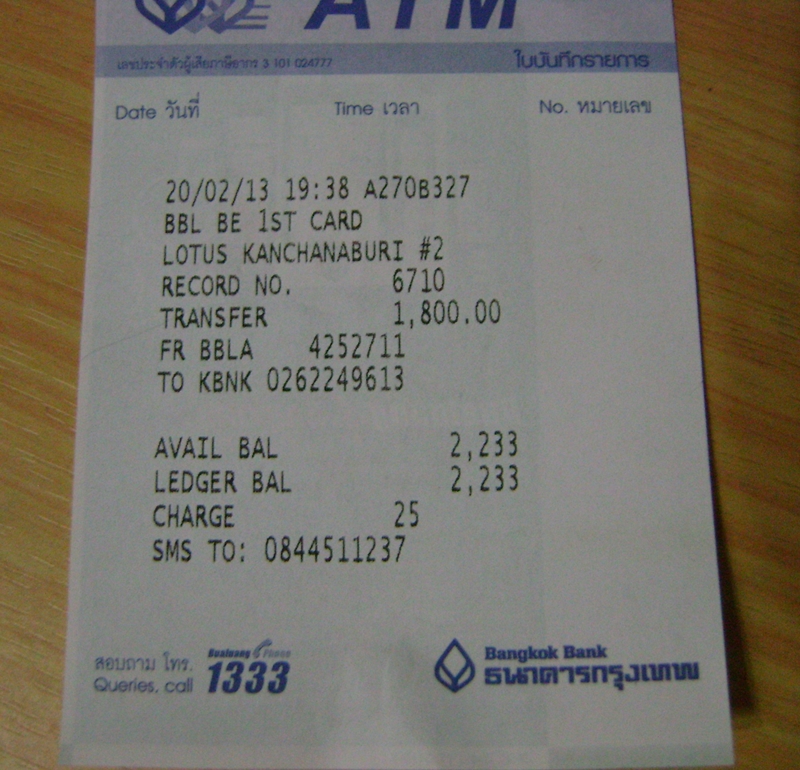 ATM
เลขประจำตัวผู้เสียภาษีอากร 3 101 024777 ใบบันทึกรายการ
Date วันที่ Time เวลา No. หมายเลข
20/02/13 19:38 A270B327
BBL BE 1ST CARD
LOTUS KANCHANABURI #2
RECORD NO. 6710
TRANSFER 1,800.00
FR BBLA 4252711
TO KBNK 0262249613
AVAIL BAL 2,233
LEDGER BAL 2,233
CHARGE 25
SMS TO: 0844511237
สอบถาม โทร. Bualuang Phone
Queries, call 1333
Bangkok Bank
ธนาคารกรุงเทพ